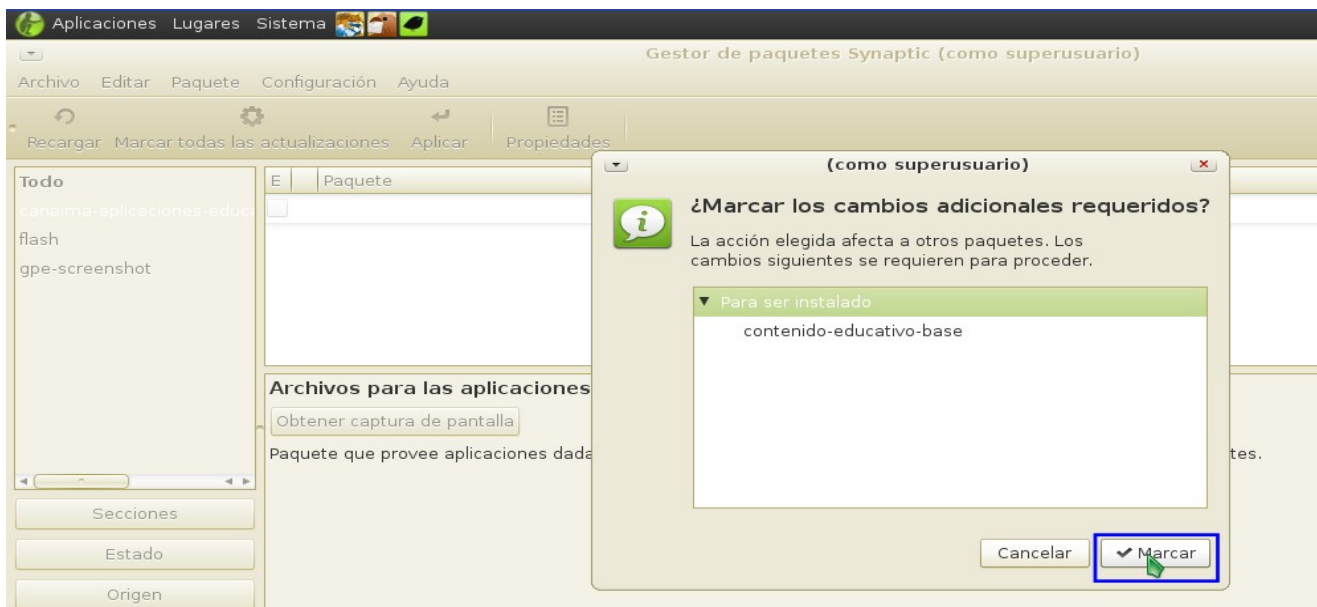 Aplicaciones Lugares Sistema
Gestor de paquetes Synaptic (como superusuario)
Archivo Editar Paquete Configuración Ayuda
Recargar Marcar todas las actualizaciones Aplicar Propiedades
Todo
canaima-aplicaciones-educa
flash
gpe-screenshot
Secciones
Estado
Origen
E Paquete
Archivos para las aplicaciones
Obtener captura de pantalla
Paquete que provee aplicaciones dada
tes.
(como superusuario)
¿Marcar los cambios adicionales requeridos?
La acción elegida afecta a otros paquetes. Los
cambios siguientes se requieren para proceder.
Para ser instalado
contenido-educativo-base
Cancelar Marcar